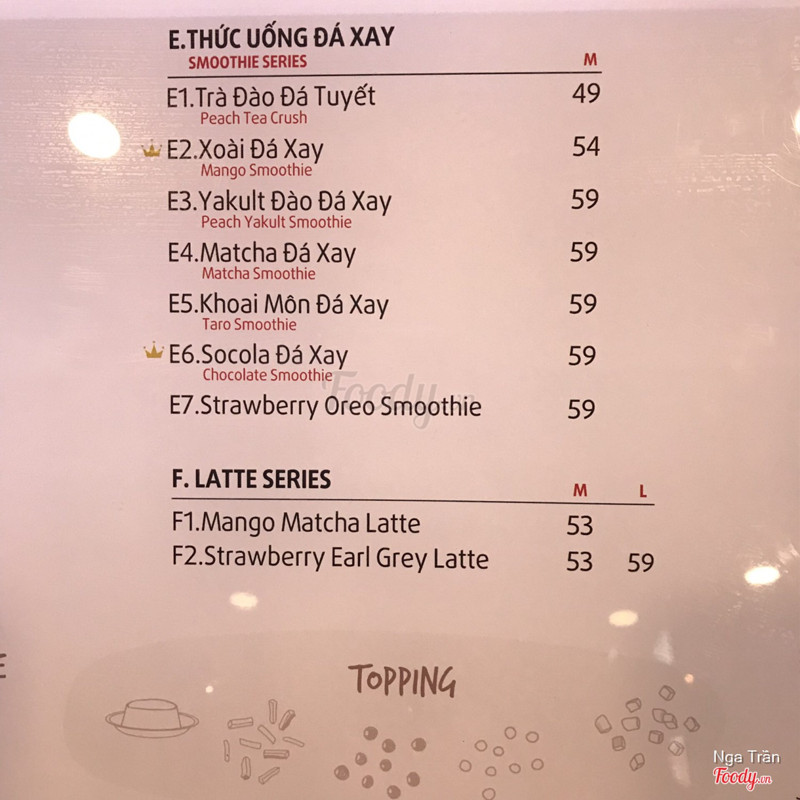 E.THỨC UỐNG ĐÁ XAY
SMOOTHIE SERIES M
E1.Trà Đào Đá Tuyết 49
Peach Tea Crush
E2.Xoài Đá Xay 54
Mango Smoothie
E3.Yakult Đào Đá Xay 59
Peach Yakult Smoothie
E4.Matcha Đá Xay 59
Matcha Smoothie
E5.Khoai Môn Đá Xay 59
Taro Smoothie
E6.Socola Đá Xay 59
Chocolate Smoothie
Foody.vn
E7.Strawberry Oreo Smoothie 59
F. LATTE SERIES M L
F1.Mango Matcha Latte 53
F2.Strawberry Earl Grey Latte 53 59
TOPPING
Nga Trần
Foody.vn